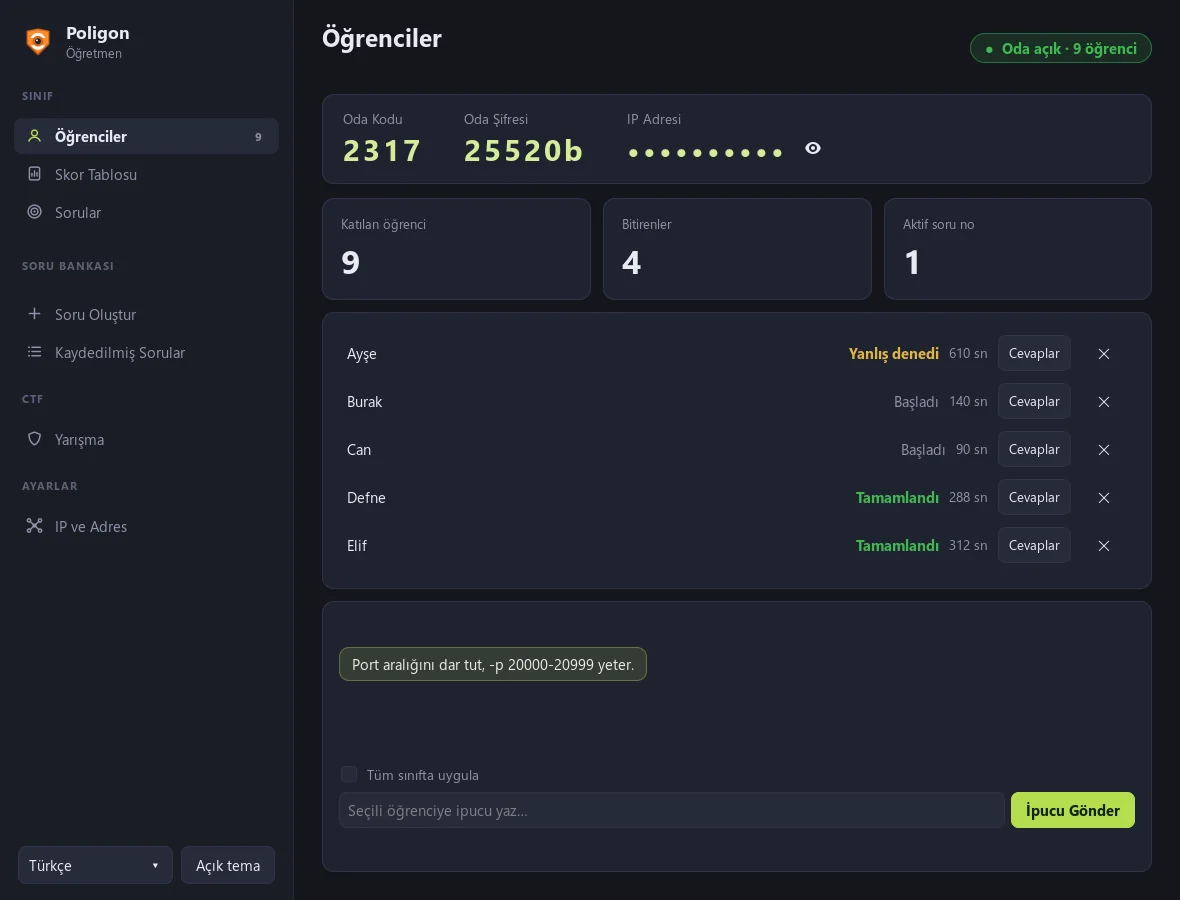 Poligon
Öğretmen
SINIF
Öğrenciler 9
Skor Tablosu
Sorular
SORU BANKASI
Soru Oluştur
Kaydedilmiş Sorular
CTF
Yarışma
AYARLAR
IP ve Adres
Türkçe
Açık tema
Öğrenciler
Oda açık · 9 öğrenci
Oda Kodu
2317
Oda Şifresi
25520b
IP Adresi
••••••••••
Katılan öğrenci
9
Bitirenler
4
Aktif soru no
1
Ayşe Yanlış denedi 610 sn Cevaplar
Burak Başladı 140 sn Cevaplar
Can Başladı 90 sn Cevaplar
Defne Tamamlandı 288 sn Cevaplar
Elif Tamamlandı 312 sn Cevaplar
Port aralığını dar tut, -p 20000-20999 yeter.
Tüm sınıfta uygula
Seçili öğrenciye ipucu yaz...
İpucu Gönder